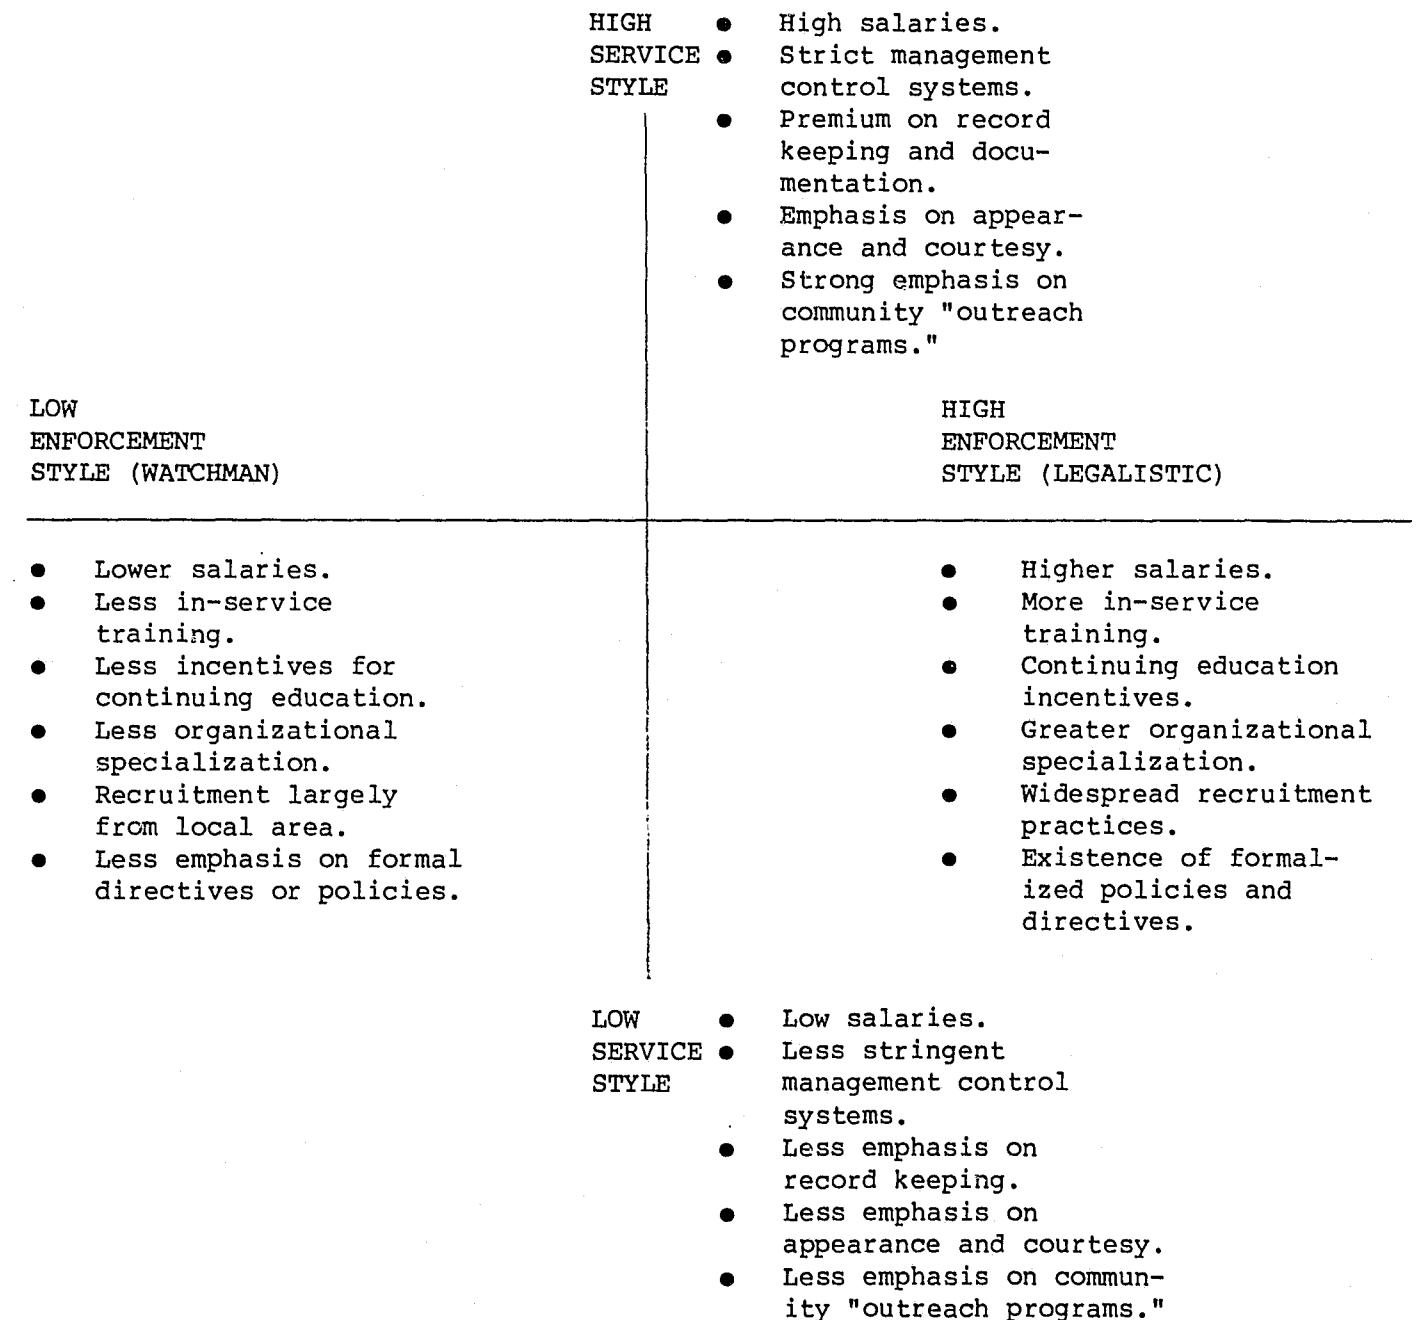 HIGH
SERVICE
STYLE
● High salaries.
● Strict management
control systems.
● Premium on record
keeping and docu-
mentation.
● Emphasis on appear-
ance and courtesy.
● Strong emphasis on
community "outreach
programs."
LOW
ENFORCEMENT
STYLE (WATCHMAN)
HIGH
ENFORCEMENT
STYLE (LEGALISTIC)
● Lower salaries.
● Less in-service
training.
● Less incentives for
continuing education.
● Less organizational
specialization.
● Recruitment largely
from local area.
● Less emphasis on formal
directives or policies.
● Higher salaries.
● More in-service
training.
● Continuing education
incentives.
● Greater organizational
specialization.
● Widespread recruitment
practices.
● Existence of formal-
ized policies and
directives.
LOW
SERVICE
STYLE
● Low salaries.
● Less stringent
management control
systems.
● Less emphasis on
record keeping.
● Less emphasis on
appearance and courtesy.
● Less emphasis on commun-
ity "outreach programs."